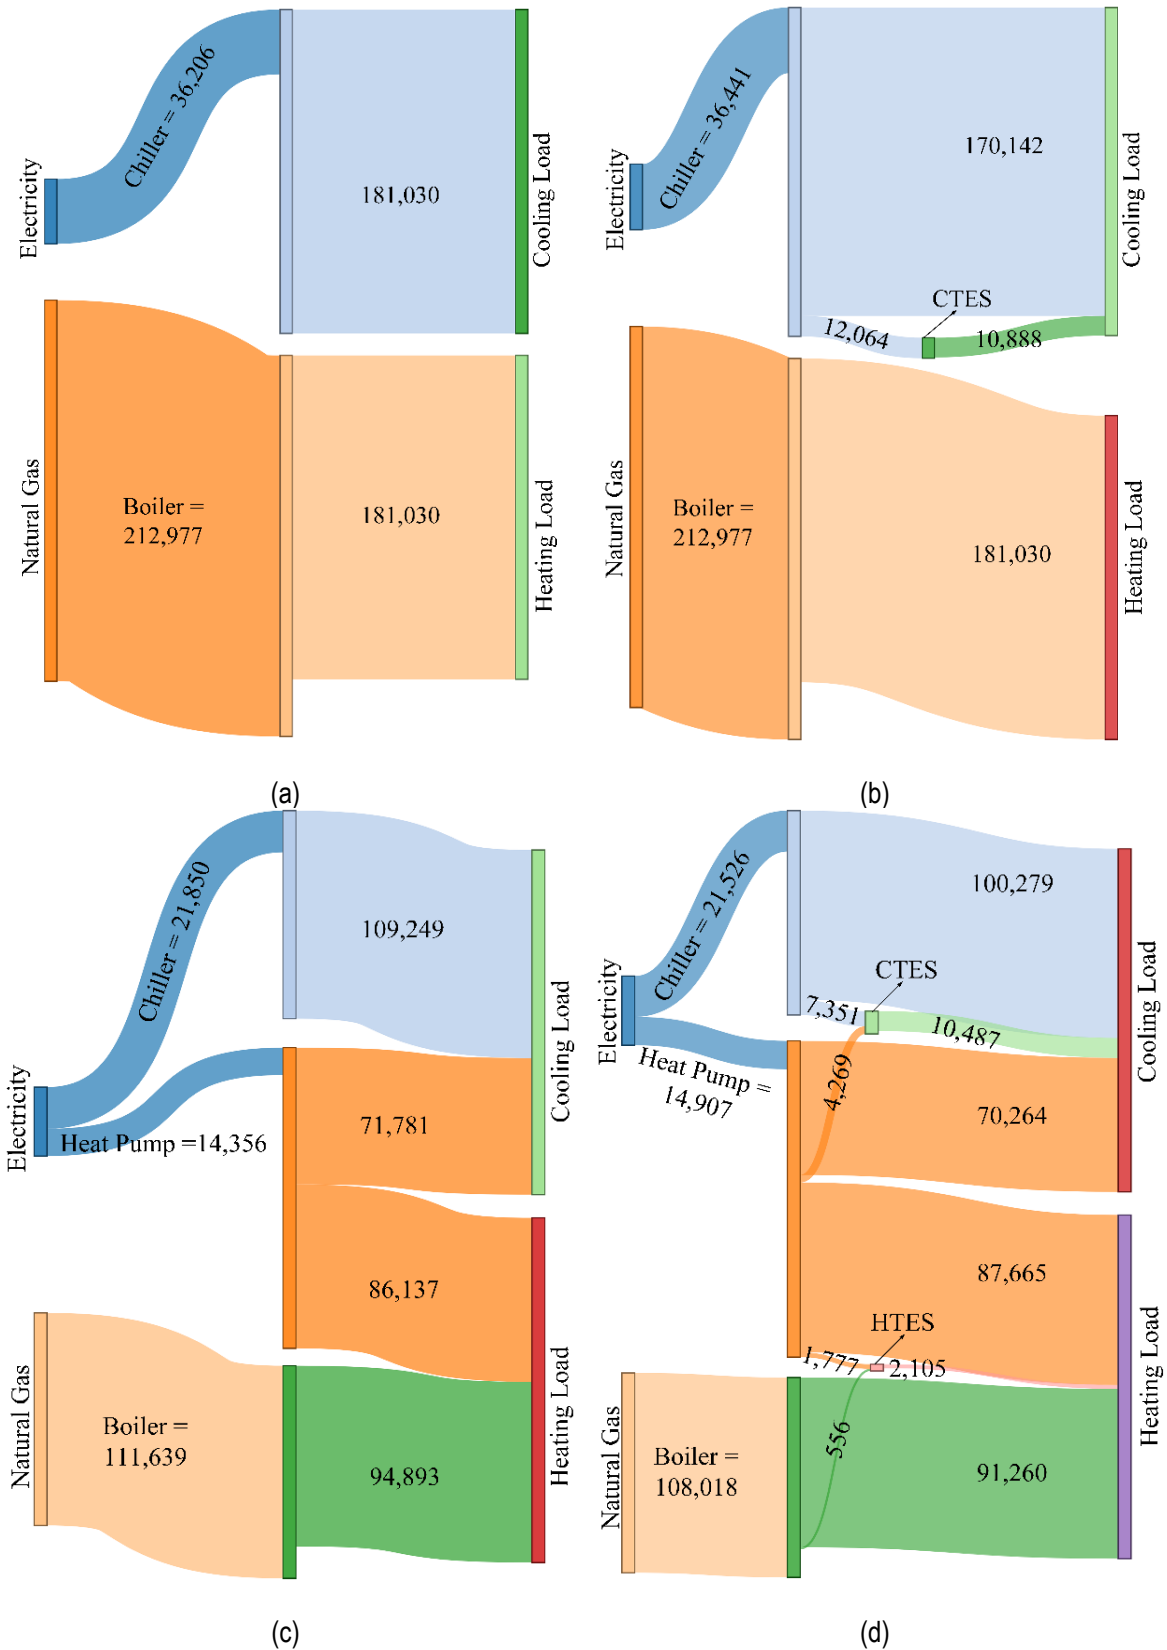 Electricity
Chiller = 36,206
181,030
Cooling Load
Natural Gas
Boiler =
212,977
181,030
Heating Load
(a)
Electricity
Chiller = 36,441
170,142
Cooling Load
CTES
12,064
10,888
Natural Gas
Boiler =
212,977
181,030
Heating Load
(b)
Electricity
Chiller = 21,850
109,249
Cooling Load
Heat Pump =14,356
71,781
86,137
Natural Gas
Boiler =
111,639
94,893
Heating Load
(c)
Electricity
Chiller = 21,526
100,279
Cooling Load
CTES
7,351
10,487
Heat Pump =
14,907
4,269
70,264
87,665
HTES
1,777
2,105
Natural Gas
Boiler =
108,018
556
91,260
Heating Load
(d)